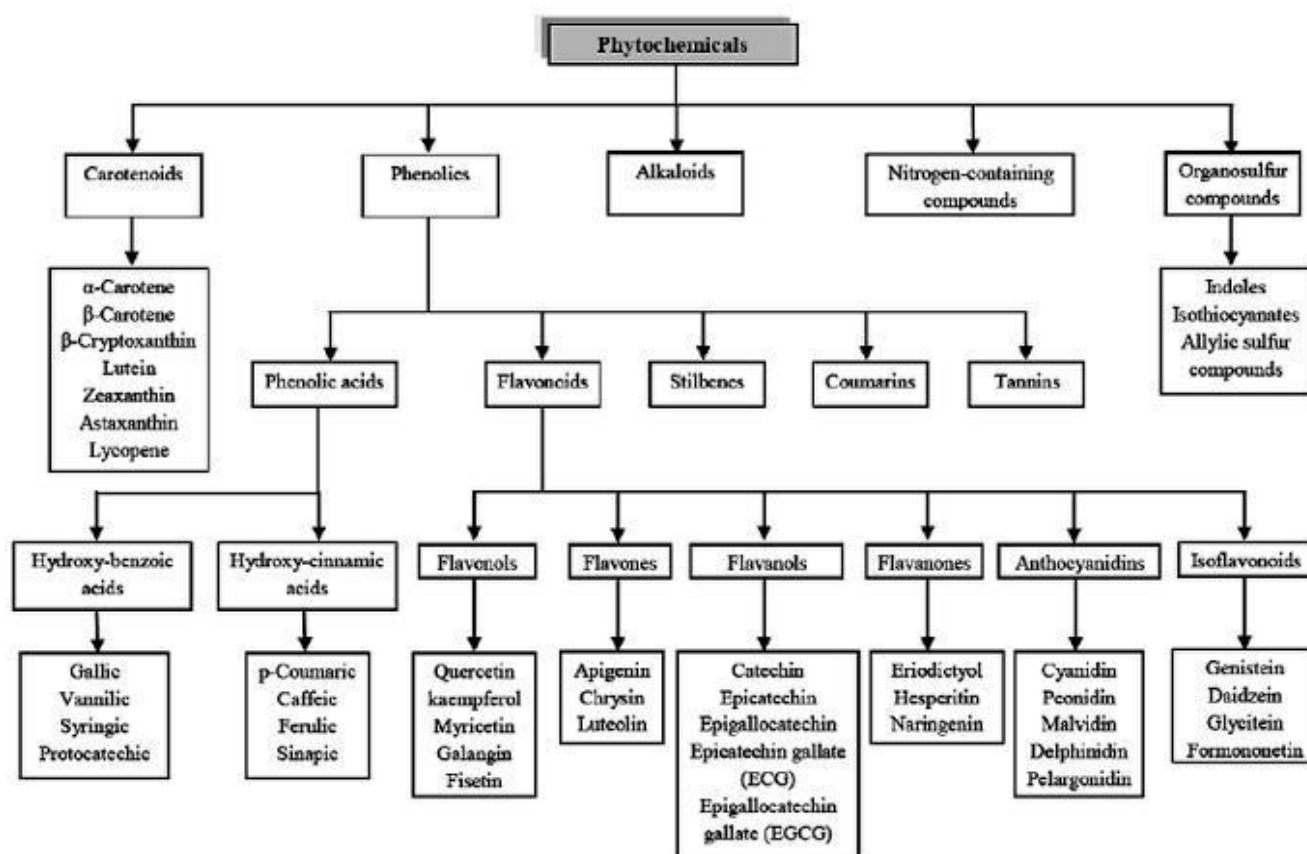 Phytochemicals
Carotenoids
Phenolics
Alkaloids
Nitrogen-containing
compounds
Organosulfur
compounds
α-Carotene
β-Carotene
β-Cryptoxanthin
Lutein
Zeaxanthin
Astaxanthin
Lycopene
Indoles
Isothiocyanates
Allylic sulfur
compounds
Phenolic acids
Flavonoids
Stilbenes
Coumarins
Tannins
Hydroxy-benzoic
acids
Hydroxy-cinnamic
acids
Flavonols
Flavones
Flavanols
Flavanones
Anthocyanidins
Isoflavonoids
Gallic
Vannilic
Syringic
Protocatechic
p-Coumaric
Caffeic
Ferulic
Sinapic
Quercetin
kaempferol
Myricetin
Galangin
Fisetin
Apigenin
Chrysin
Luteolin
Catechin
Epicatechin
Epigallocatechin
Epicatechin gallate
(ECG)
Epigallocatechin
gallate (EGCG)
Eriodictyol
Hesperitin
Naringenin
Cyanidin
Peonidin
Malvidin
Delphinidin
Pelargonidin
Genistein
Daidzein
Glycitein
Formononetin